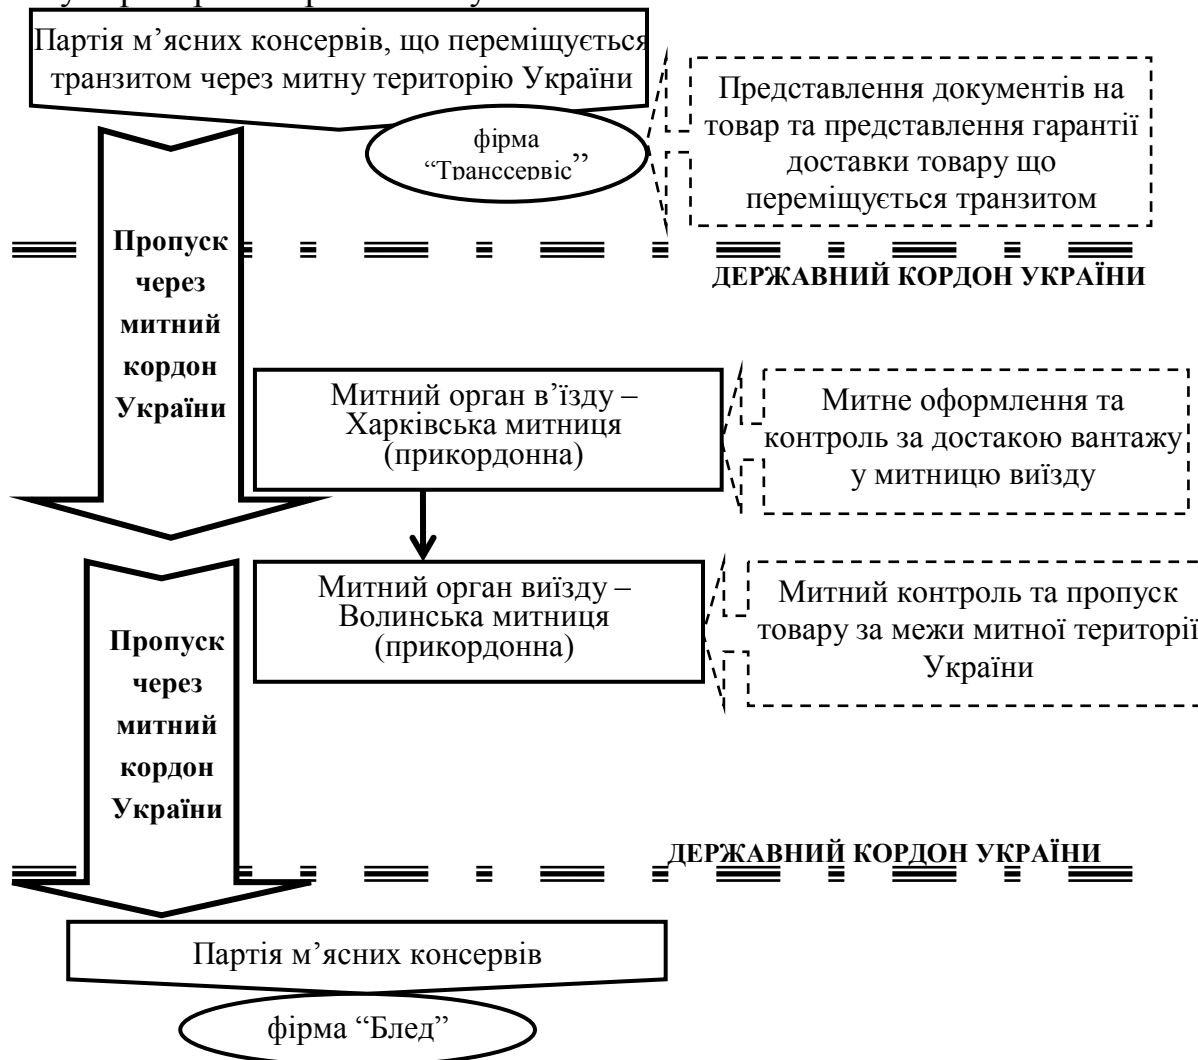 Партія м’ясних консервів, що переміщується
транзитом через митну територію України
фірма
“Транссервіс”
Представлення документів на
товар та представлення гарантії
доставки товару що
переміщується транзитом
ДЕРЖАВНИЙ КОРДОН УКРАЇНИ
Пропуск
через
митний
кордон
України
Митний орган в’їзду –
Харківська митниця
(прикордонна)
Митне оформлення та
контроль за достакою вантажу
у митницю виїзду
Митний орган виїзду –
Волинська митниця
(прикордонна)
Митний контроль та пропуск
товару за межи митної території
України
Пропуск
через
митний
кордон
України
ДЕРЖАВНИЙ КОРДОН УКРАЇНИ
Партія м’ясних консервів
фірма “Блед”